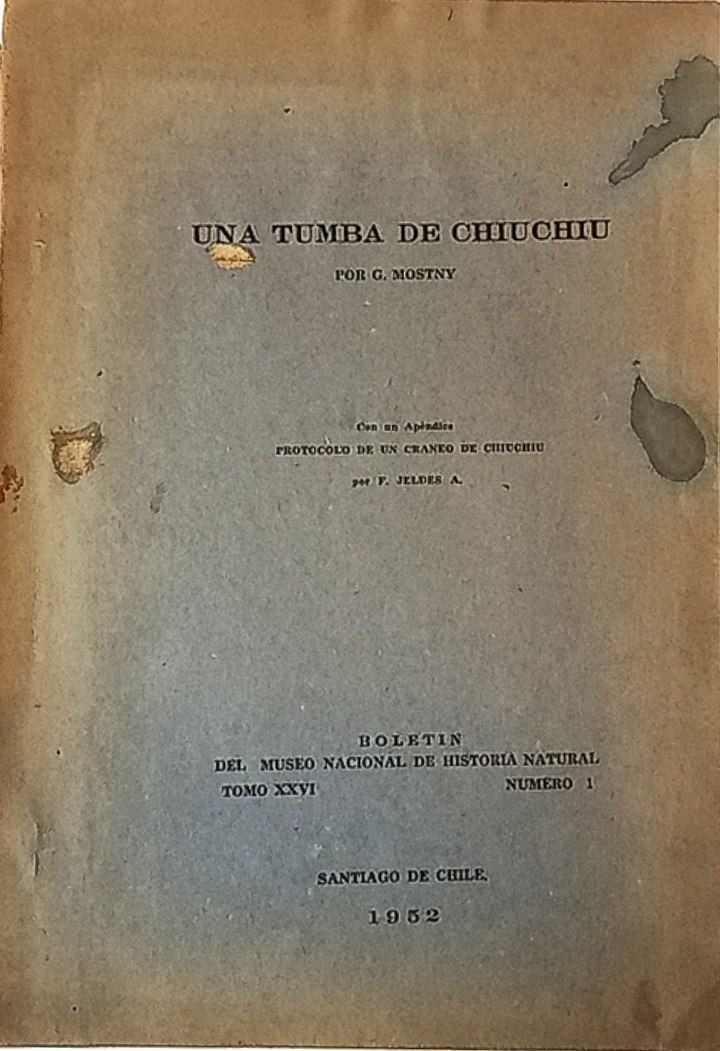 UNA TUMBA DE CHIUCHIU
POR G. MOSTNY
Con un Apéndice
PROTOCOLO DE UN CRANEO DE CHIUCHIU
por F. JELDES A.
BOLETIN
DEL MUSEO NACIONAL DE HISTORIA NATURAL
TOMO XXVI NUMERO 1
SANTIAGO DE CHILE,
1952